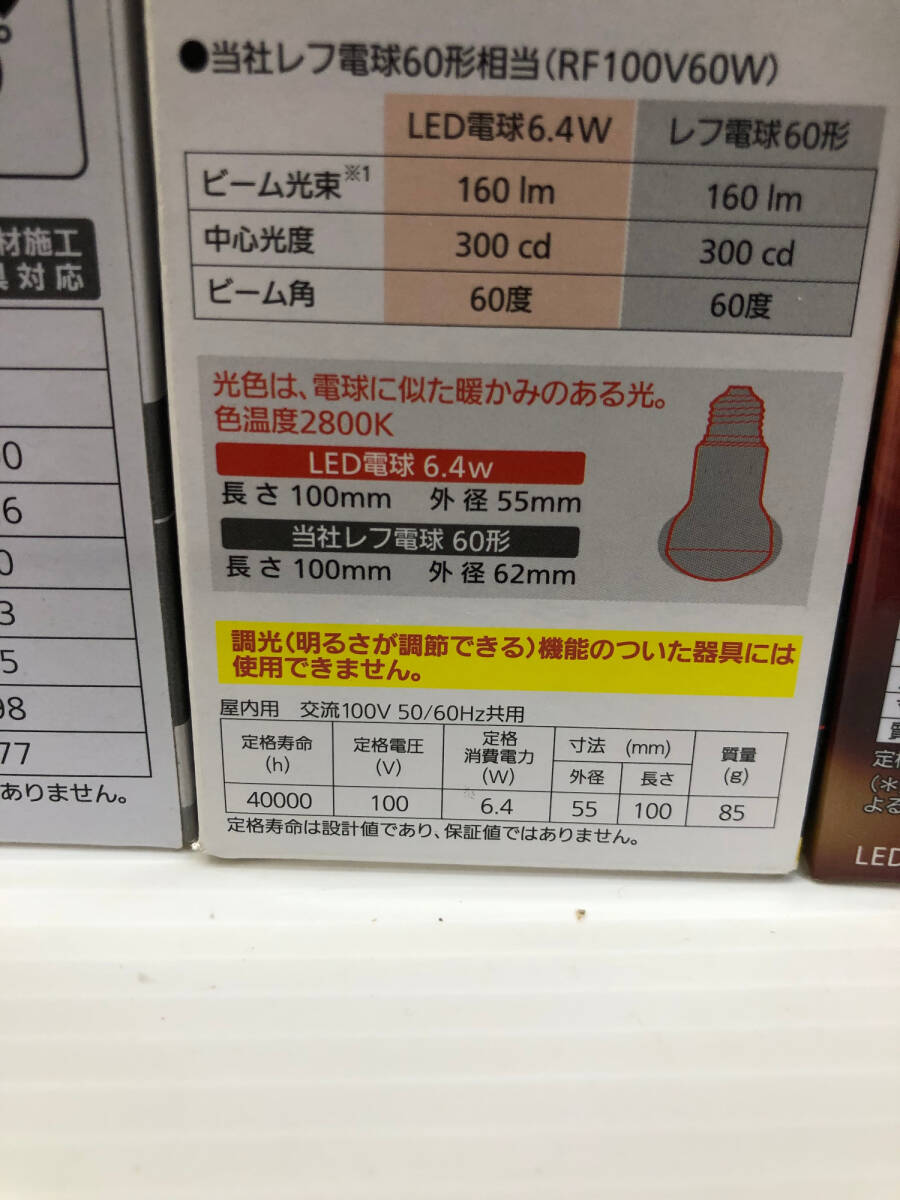 ●当社レフ電球60形相当(RF100V60W)
LED電球6.4W レフ電球60形
ビーム光束※1 160 lm 160 lm
中心光度 300 cd 300 cd
ビーム角 60度 60度
光色は、電球に似た暖かみのある光。
色温度2800K
LED電球 6.4w
長さ 100mm 外径 55mm
当社レフ電球 60形
長さ 100mm 外径 62mm
調光(明るさが調節できる)機能のついた器具には
使用できません。
屋内用 交流100V 50/60Hz共用
定格寿命 (h) 定格電圧 (V) 定格消費電力 (W) 寸法 (mm) 質量 (g)
外径 長さ
40000 100 6.4 55 100 85
定格寿命は設計値であり、保証値ではありません。
材施工
対応
0
6
0
3
5
98
77
ありません。
定
(＊
よる
LED